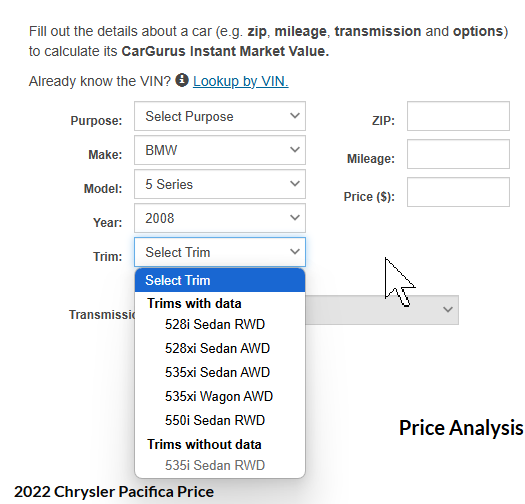 Fill out the details about a car (e.g. zip, mileage, transmission and options)
to calculate its CarGurus Instant Market Value.
Already know the VIN? Lookup by VIN.
Purpose: Select Purpose
ZIP:
Make: BMW
Mileage:
Model: 5 Series
Price ($):
Year: 2008
Trim: Select Trim
Select Trim
Trims with data
528i Sedan RWD
Transmissi
528xi Sedan AWD
535xi Sedan AWD
535xi Wagon AWD
550i Sedan RWD
Price Analysis
Trims without data
535i Sedan RWD
2022 Chrysler Pacifica Price